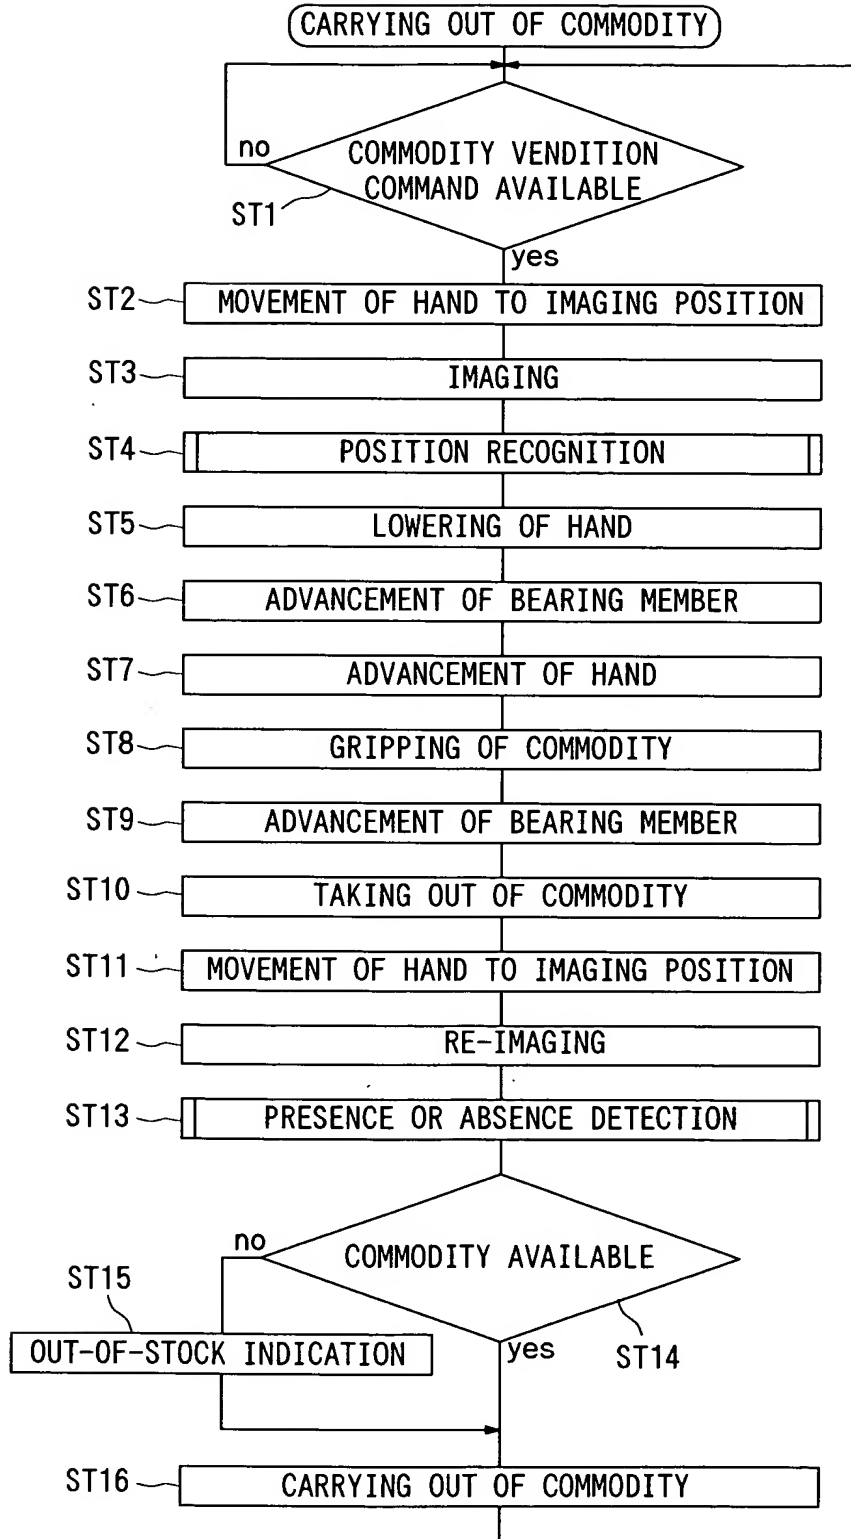 CARRYING OUT OF COMMODITY
no
COMMODITY VENDITION
COMMAND AVAILABLE
ST1
yes
ST2 MOVEMENT OF HAND TO IMAGING POSITION
ST3 IMAGING
ST4 POSITION RECOGNITION
ST5 LOWERING OF HAND
ST6 ADVANCEMENT OF BEARING MEMBER
ST7 ADVANCEMENT OF HAND
ST8 GRIPPING OF COMMODITY
ST9 ADVANCEMENT OF BEARING MEMBER
ST10 TAKING OUT OF COMMODITY
ST11 MOVEMENT OF HAND TO IMAGING POSITION
ST12 RE-IMAGING
ST13 PRESENCE OR ABSENCE DETECTION
no
COMMODITY AVAILABLE
ST15
yes
ST14
OUT-OF-STOCK INDICATION
ST16 CARRYING OUT OF COMMODITY